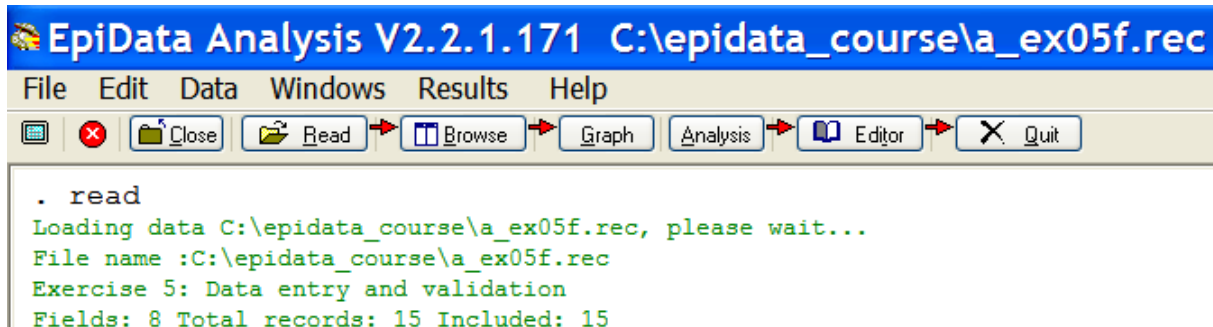 EpiData Analysis V2.2.1.171 C:\epidata_course\a_ex05f.rec
File Edit Data Windows Results Help
Close Read Browse Graph Analysis Editor Quit
. read
Loading data C:\epidata_course\a_ex05f.rec, please wait...
File name :C:\epidata_course\a_ex05f.rec
Exercise 5: Data entry and validation
Fields: 8 Total records: 15 Included: 15